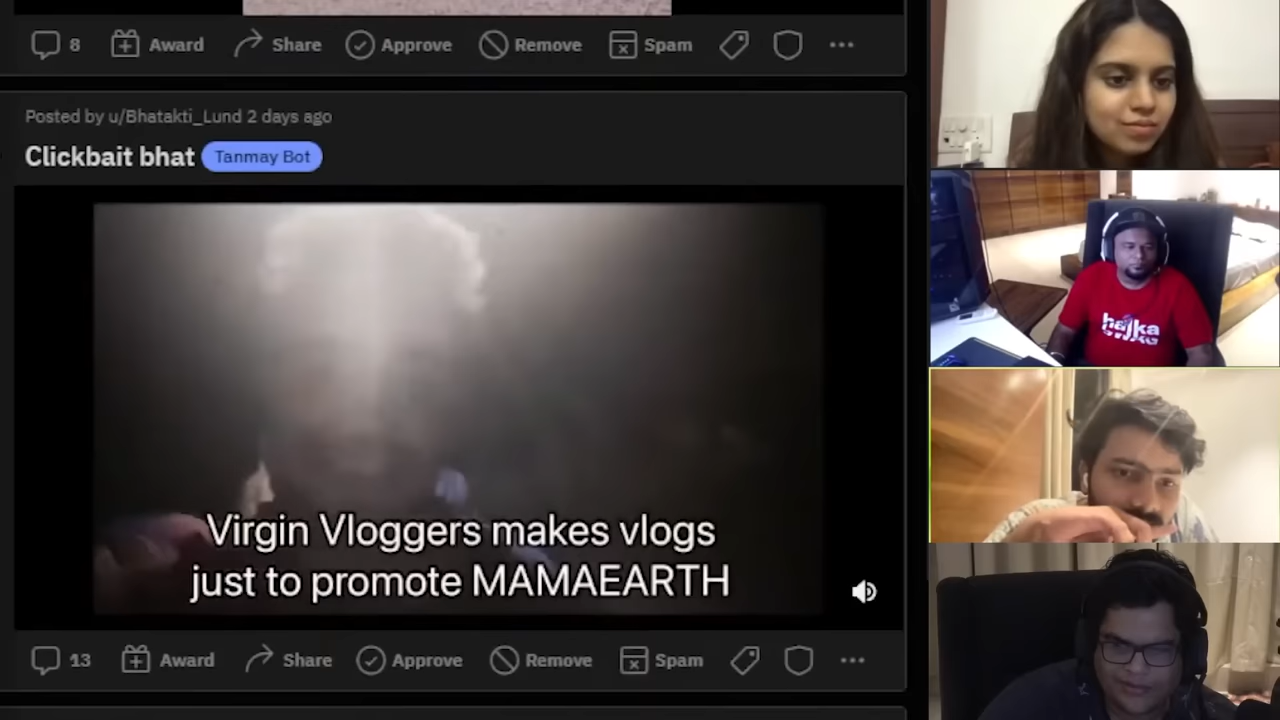 8 Award Share Approve Remove Spam
Posted by u/Bhatakti_Lund 2 days ago
Clickbait bhat Tanmay Bot
Virgin Vloggers makes vlogs
just to promote MAMAEARTH
13 Award Share Approve Remove Spam